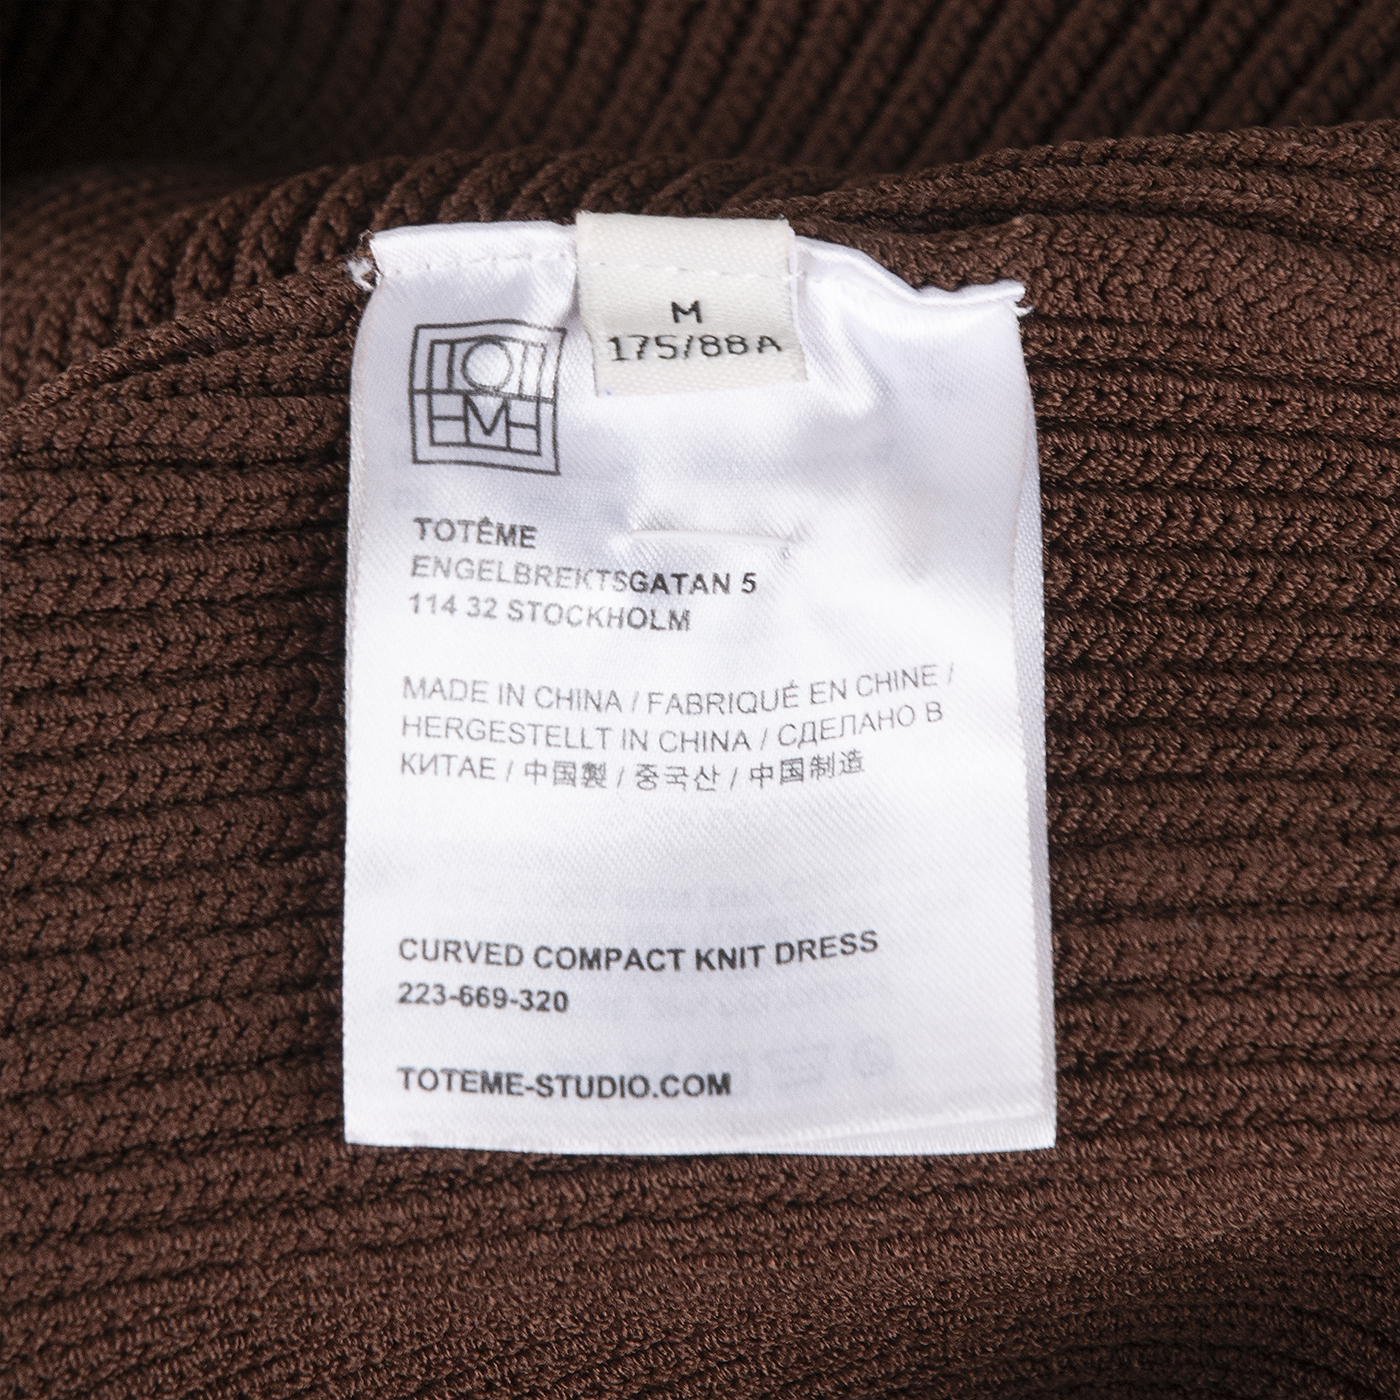 M
175/88A
TOTEM
TOTÊME
ENGELBREKTSGATAN 5
114 32 STOCKHOLM
MADE IN CHINA / FABRIQUÉ EN CHINE /
HERGESTELLT IN CHINA / СДЕЛАНО В
КИТАЕ / 中国製 / 중국산 / 中国制造
CURVED COMPACT KNIT DRESS
223-669-320
TOTEME-STUDIO.COM